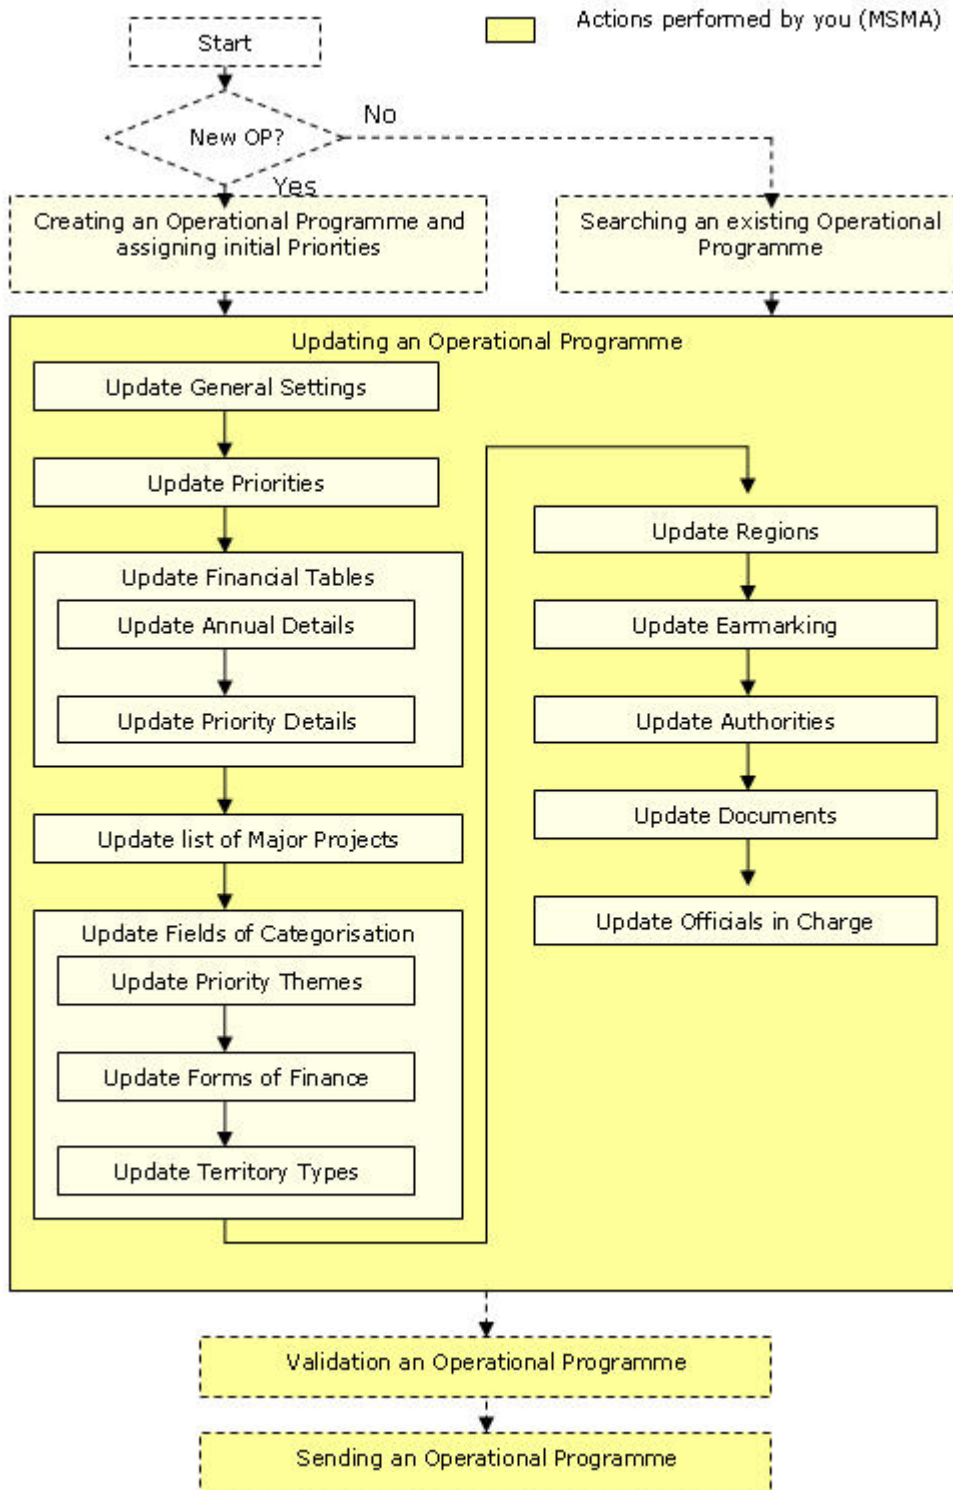 Actions performed by you (MSMA)
Start
New OP?
No
Yes
Creating an Operational Programme and
assigning initial Priorities
Searching an existing Operational
Programme
Updating an Operational Programme
Update General Settings
Update Priorities
Update Financial Tables
Update Annual Details
Update Priority Details
Update list of Major Projects
Update Fields of Categorisation
Update Priority Themes
Update Forms of Finance
Update Territory Types
Update Regions
Update Earmarking
Update Authorities
Update Documents
Update Officials in Charge
Validation an Operational Programme
Sending an Operational Programme